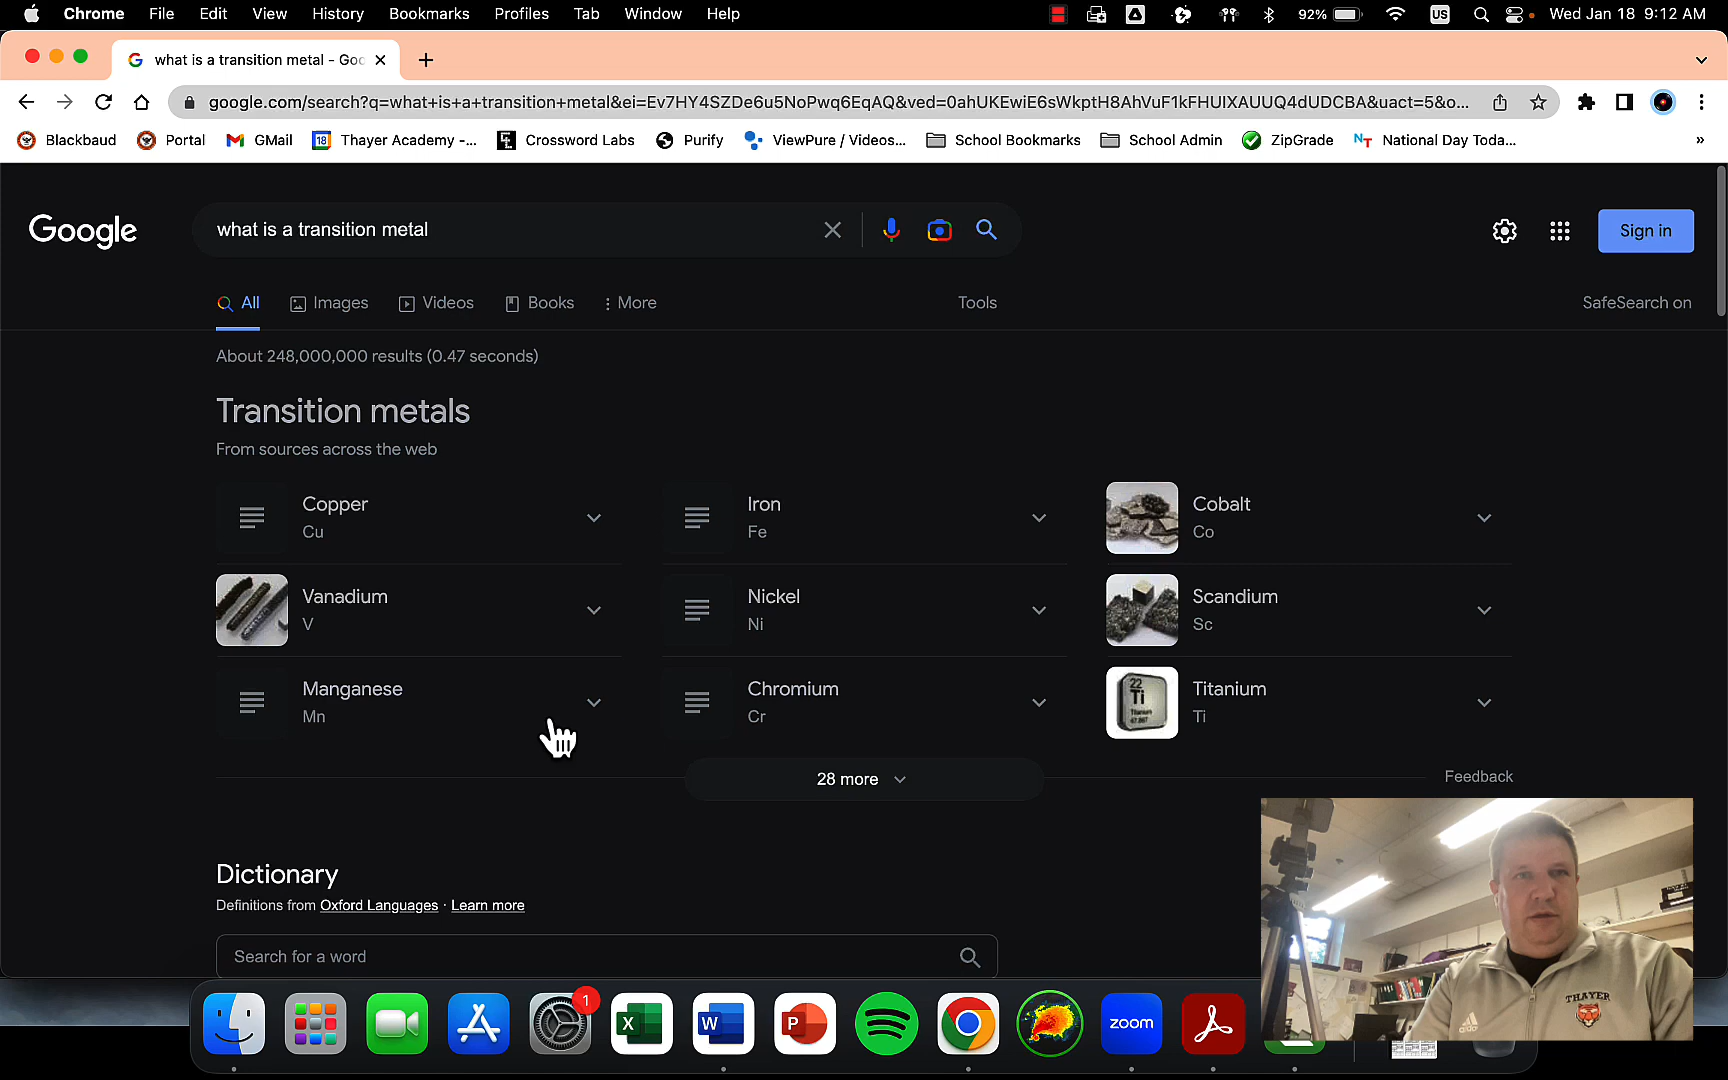 Chrome File Edit View History Bookmarks Profiles Tab Window Help 92% US Wed Jan 18 9:12 AM
what is a transition metal - Goo
google.com/search?q=what+is+a+transition+metal&ei=Ev7HY4SZDe6u5NoPwq6EqAQ&ved=0ahUKEwiE6sWkptH8AhVuF1kFHUIXAUUQ4dUDCBA&uact=5&o...
Blackbaud Portal GMail 18 Thayer Academy -... Crossword Labs Purify ViewPure / Videos... School Bookmarks School Admin ZipGrade National Day Toda... »
Google what is a transition metal Sign in
All Images Videos Books More Tools SafeSearch on
About 248,000,000 results (0.47 seconds)
Transition metals
From sources across the web
Copper Iron Cobalt
Cu Fe Co
Vanadium Nickel Scandium
V Ni Sc
Manganese Chromium 22 Ti Titanium
Mn Cr Ti
28 more Feedback
Dictionary
Definitions from Oxford Languages · Learn more
Search for a word
THAYER
1
X W P zoom